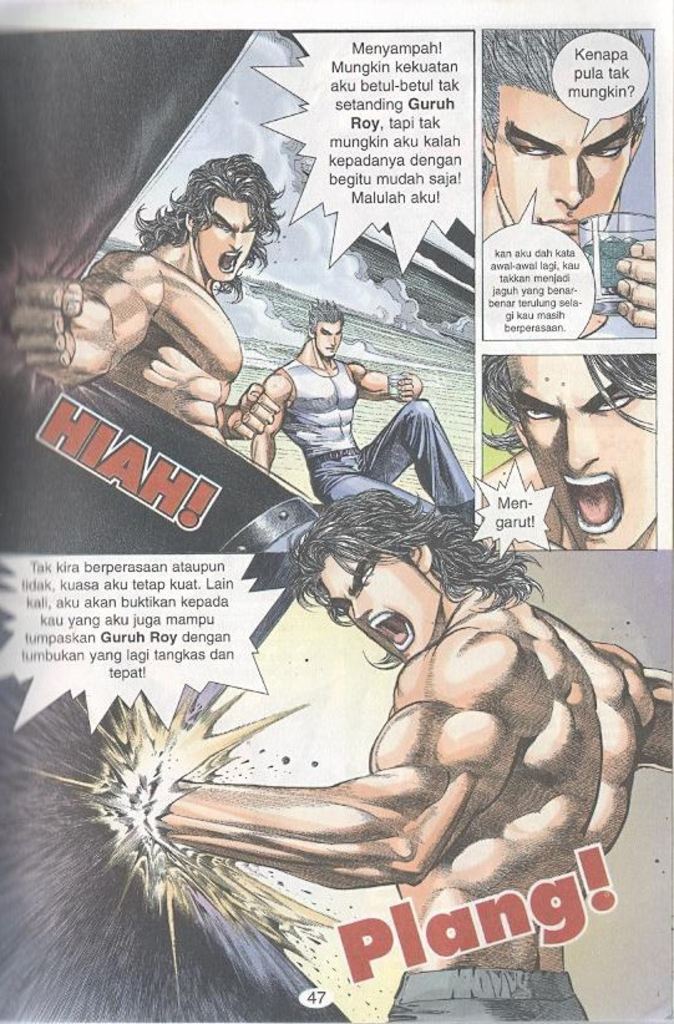 Menyampah!
Mungkin kekuatan
aku betul-betul tak
setanding Guruh
Roy, tapi tak
mungkin aku kalah
kepadanya dengan
begitu mudah saja!
Malulah aku!
Kenapa
pula tak
mungkin?
kan aku dah kata
awal-awal lagi, kau
takkan menjadi
jaguh yang benar-
benar terulung sela-
gi kau masih
berperasaan.
HIAH!
Men-
garut!
Tak kira berperasaan ataupun
tidak, kuasa aku tetap kuat. Lain
kali, aku akan buktikan kepada
kau yang aku juga mampu
tumpaskan Guruh Roy dengan
tumbukan yang lagi tangkas dan
tepat!
Plang!
47